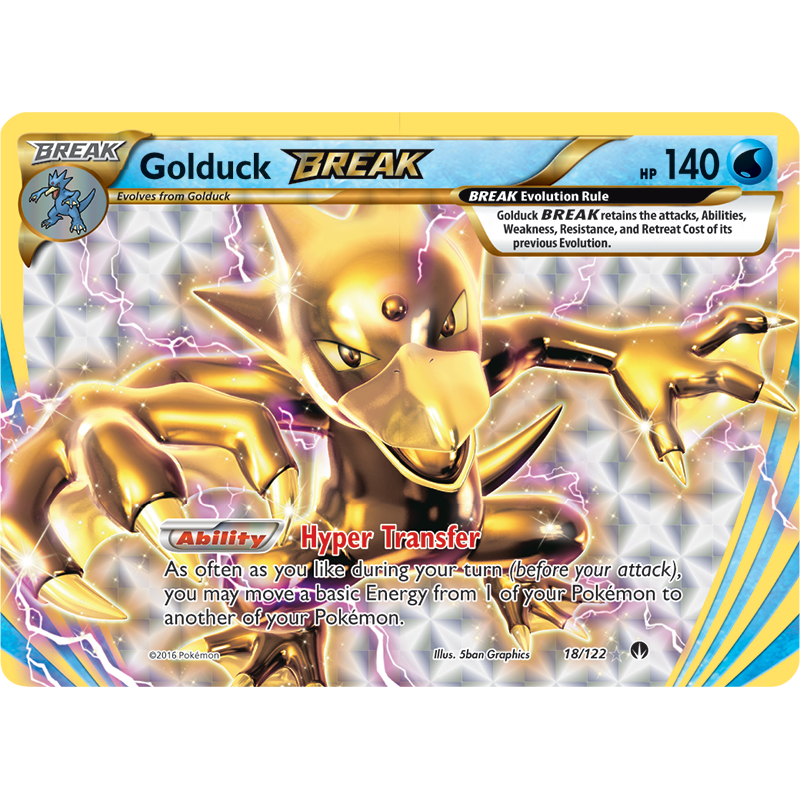 BREAK
Golduck BREAK
HP 140
Evolves from Golduck
BREAK Evolution Rule
Golduck BREAK retains the attacks, Abilities,
Weakness, Resistance, and Retreat Cost of its
previous Evolution.
Ability Hyper Transfer
As often as you like during your turn (before your attack),
you may move a basic Energy from 1 of your Pokémon to
another of your Pokémon.
©2016 Pokémon
Illus. 5ban Graphics
18/122